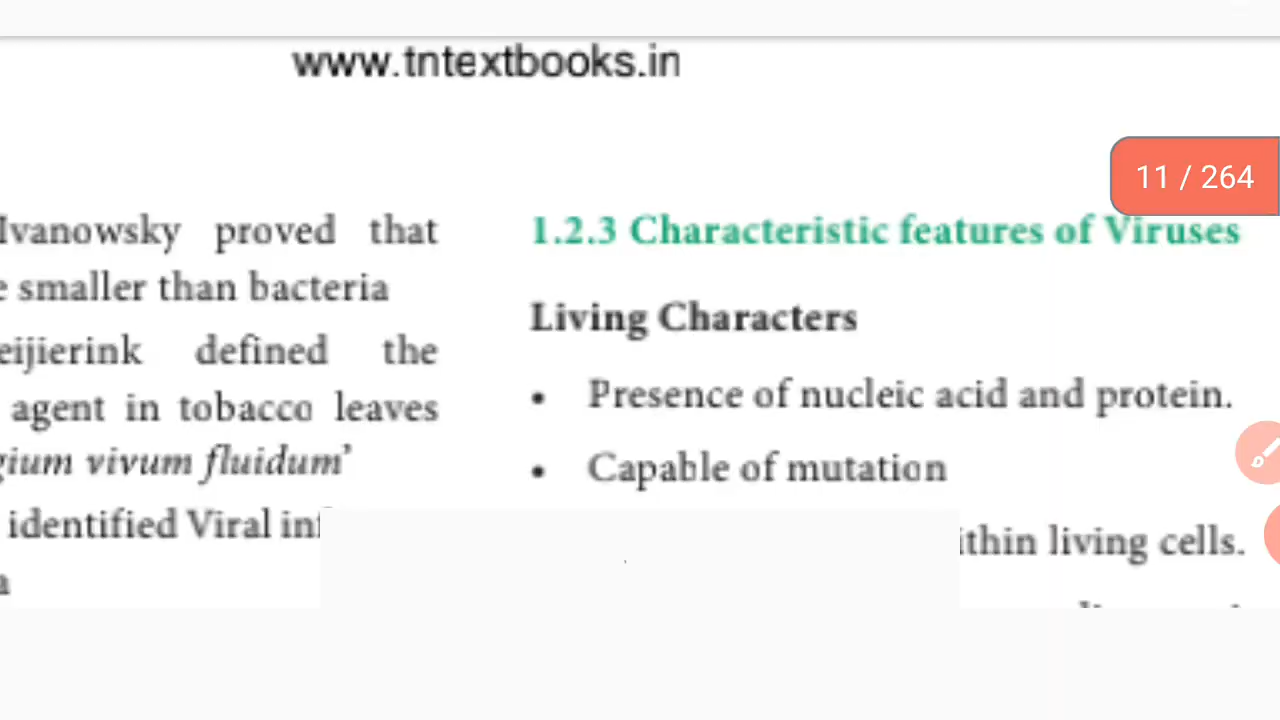 www.tntextbooks.in
11 / 264
Ivanowsky proved that
smaller than bacteria
eijierink defined the
agent in tobacco leaves
gium vivum fluidum’
identified Viral inf
a
1.2.3 Characteristic features of Viruses
Living Characters
• Presence of nucleic acid and protein.
• Capable of mutation
ithin living cells.